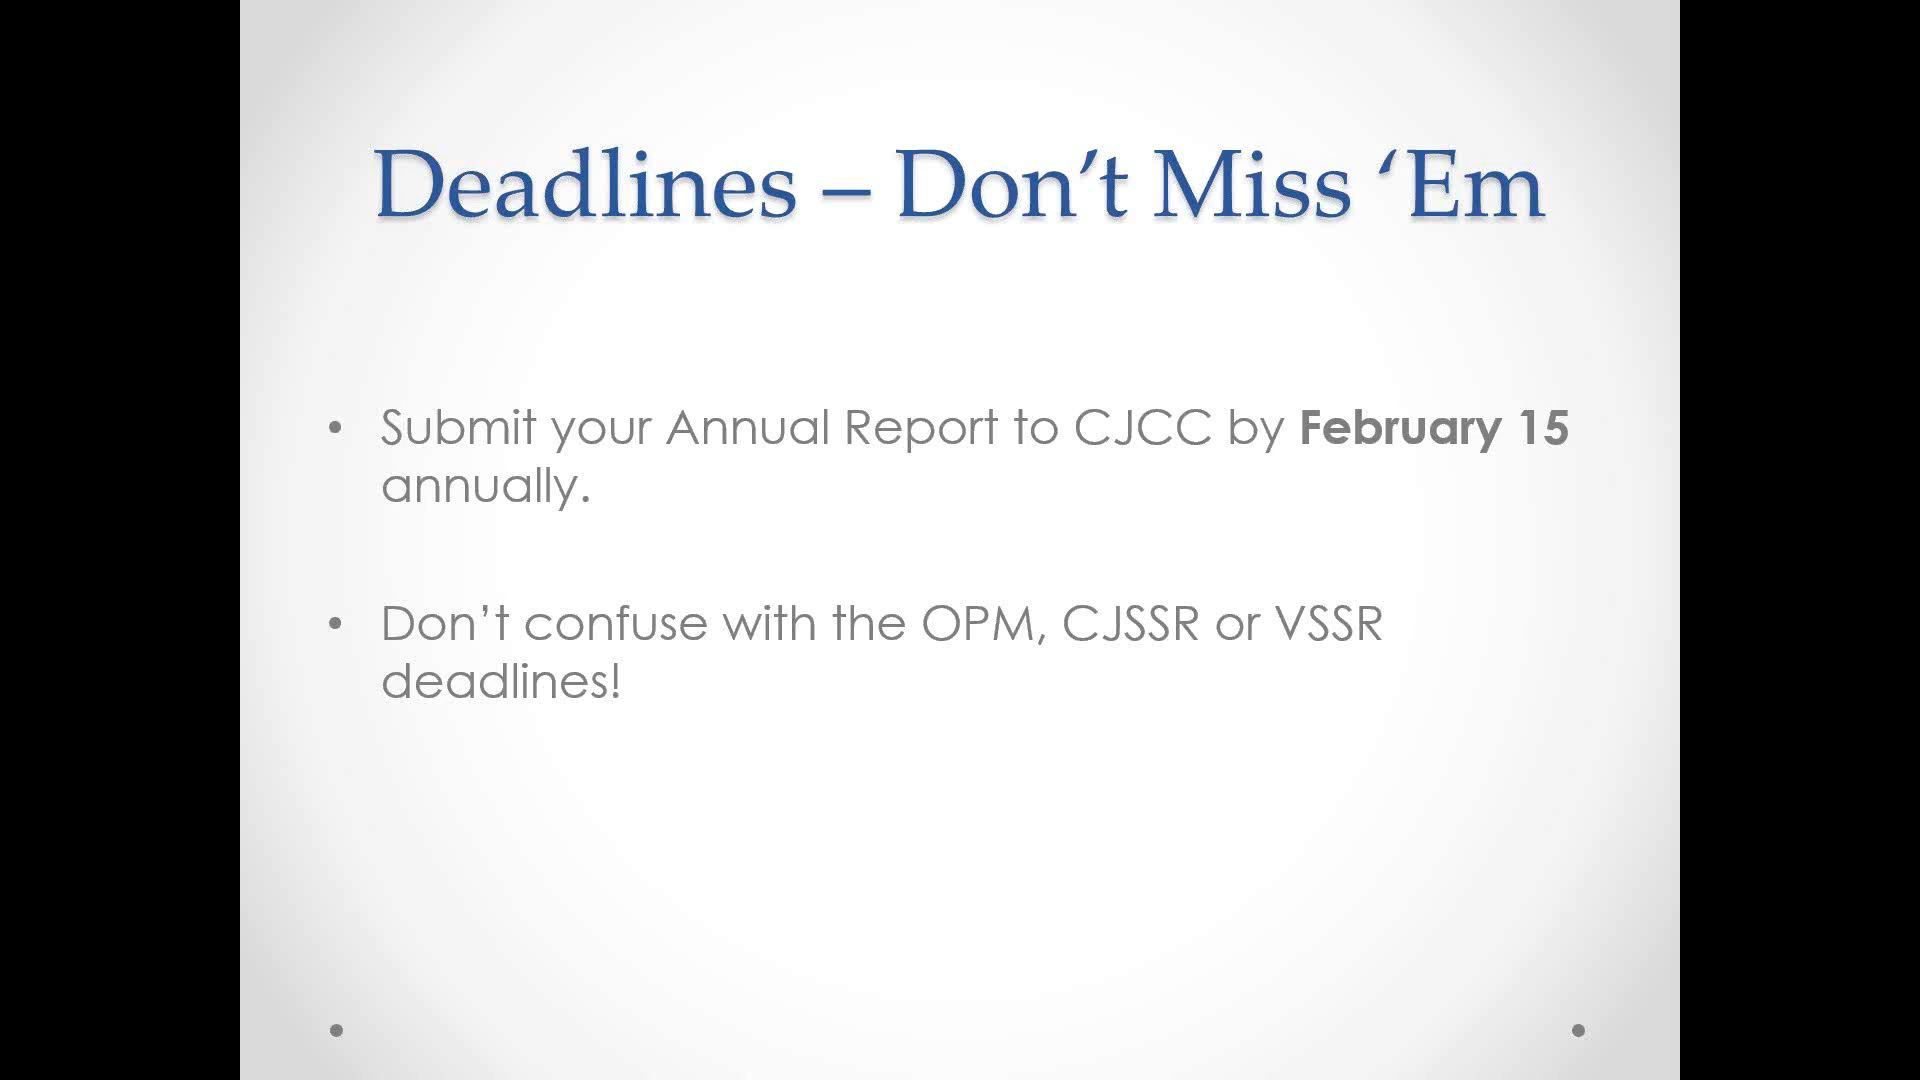 Deadlines – Don’t Miss ‘Em
• Submit your Annual Report to CJCC by February 15
annually.
• Don’t confuse with the OPM, CJSSR or VSSR
deadlines!